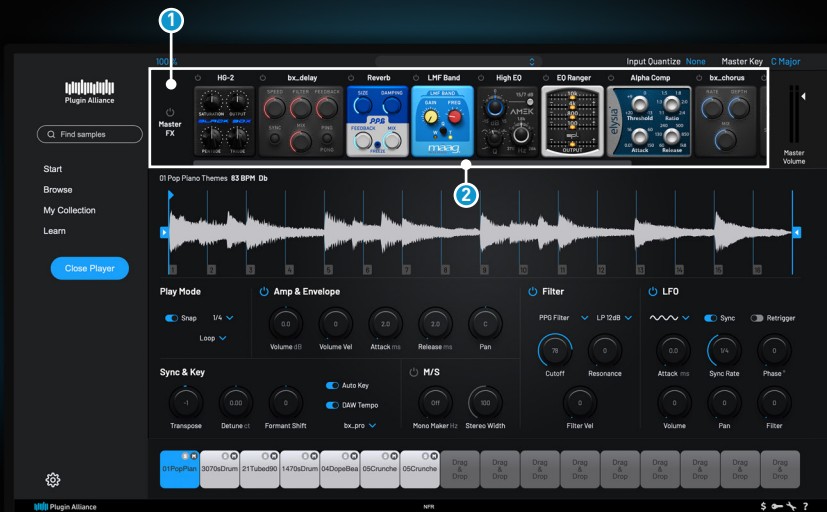 1
100 %
Input Quantize None Master Key C Major
HG-2 bx_delay Reverb LMF Band High EQ EQ Ranger Alpha Comp bx_chorus
Plugin Alliance
Find samples
Start
Browse
My Collection
Learn
Close Player
Master
FX
SATURATION OUTPUT
BLACK BOX
PENTODE TRIODE
SPEED FILTER FEEDBACK
SYNC MIX PING
PONG
SIZE DAMPING
PPG
FEEDBACK MIX
FREEZE
LMF BAND
GAIN FREQ
maag
AMEK
OUTPUT
elysia
Threshold Ratio
Attack Release
RATE DEPTH
MIX
Master
Volume
2
01 Pop Piano Themes 83 BPM Db
1 2 3 4 5 6 7 8 9 10 11 12 13 14 15 16
Play Mode
Snap 1/4
Loop
Amp & Envelope
0.0 0 2.0 2.0 C
Volume dB Volume Vel Attack ms Release ms Pan
Filter
PPG Filter LP 12dB
76 0
Cutoff Resonance
0
Filter Vel
LFO
Sync Retrigger
0.0 1/4 0
Attack ms Sync Rate Phase °
0 0 0
Volume Pan Filter
Sync & Key
-1 0.00 0
Transpose Detune ct Formant Shift
Auto Key
DAW Tempo
bx_pro
M/S
Off 100
Mono Maker Hz Stereo Width
01PopPian 3070sDrum 21Tubed90 1470sDrum 04DopeBea 05Crunche 05Crunche
Drag & Drop Drag & Drop Drag & Drop Drag & Drop Drag & Drop Drag & Drop Drag & Drop Drag & Drop Drag & Drop
Plugin Alliance
NFR
$ ?